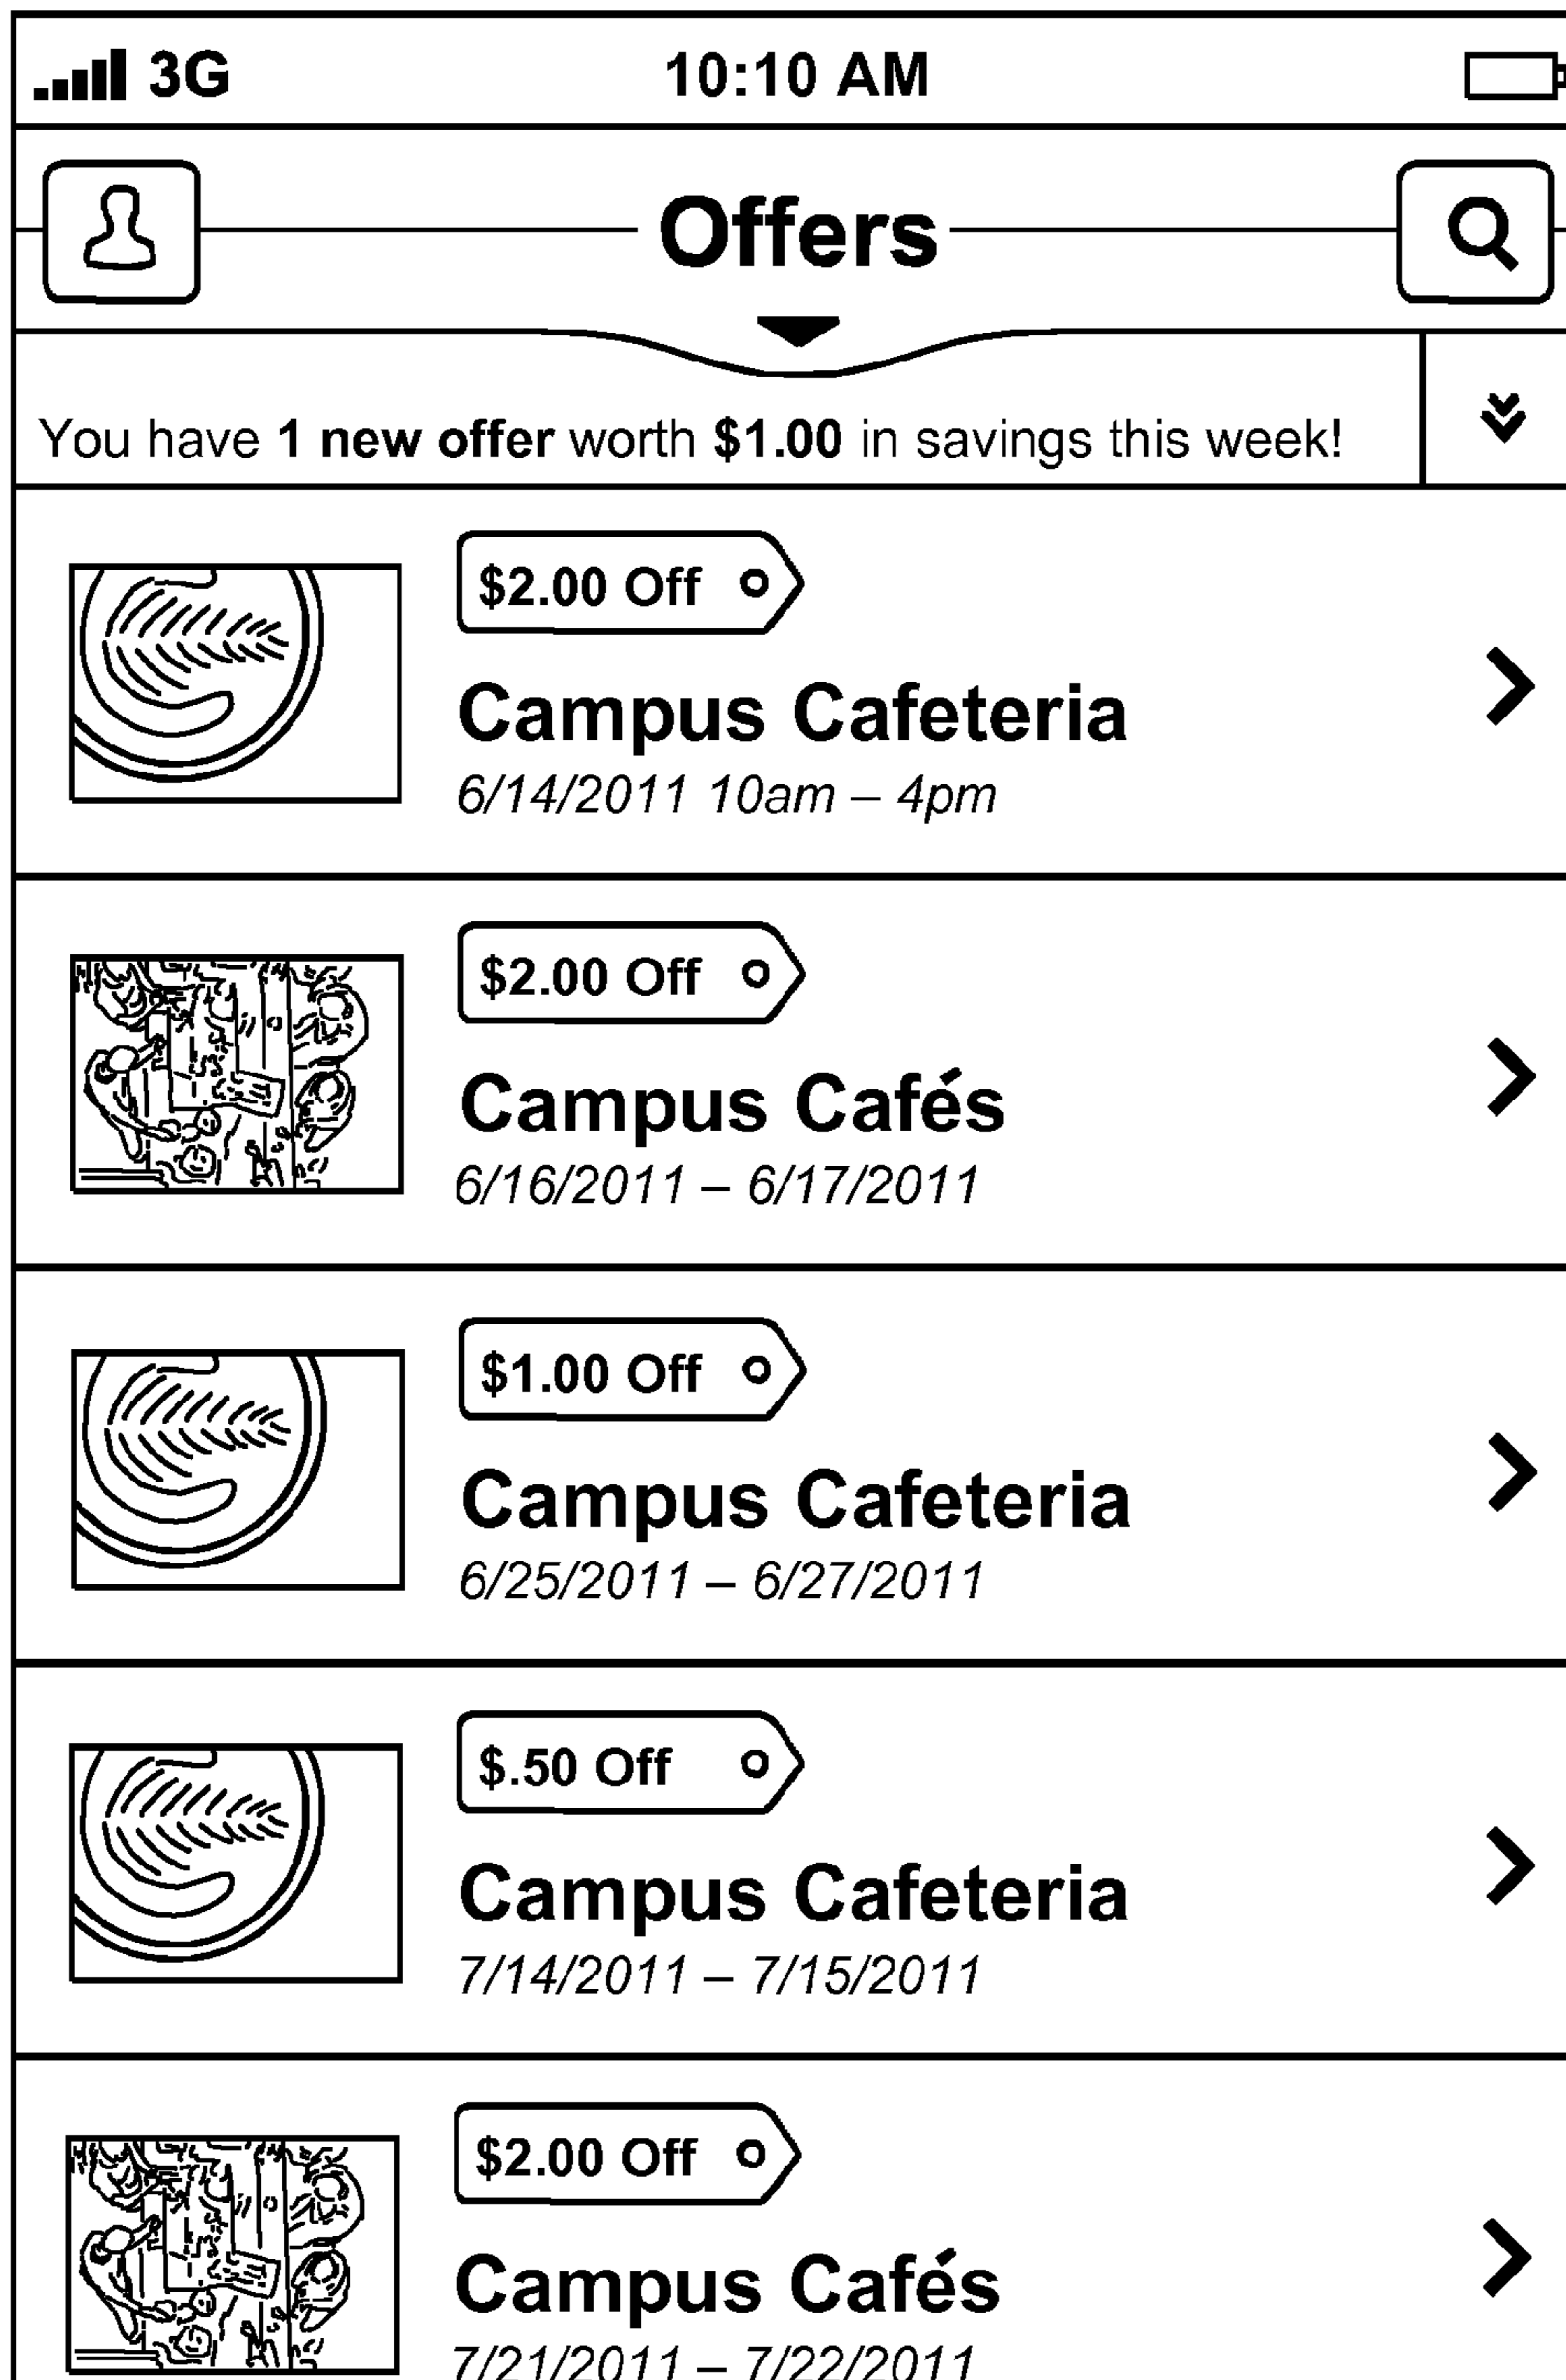 3G
10:10 AM
Offers
You have 1 new offer worth $1.00 in savings this week!
$2.00 Off
Campus Cafeteria
6/14/2011 10am – 4pm
$2.00 Off
Campus Cafés
6/16/2011 – 6/17/2011
$1.00 Off
Campus Cafeteria
6/25/2011 – 6/27/2011
$.50 Off
Campus Cafeteria
7/14/2011 – 7/15/2011
$2.00 Off
Campus Cafés
7/21/2011 – 7/22/2011